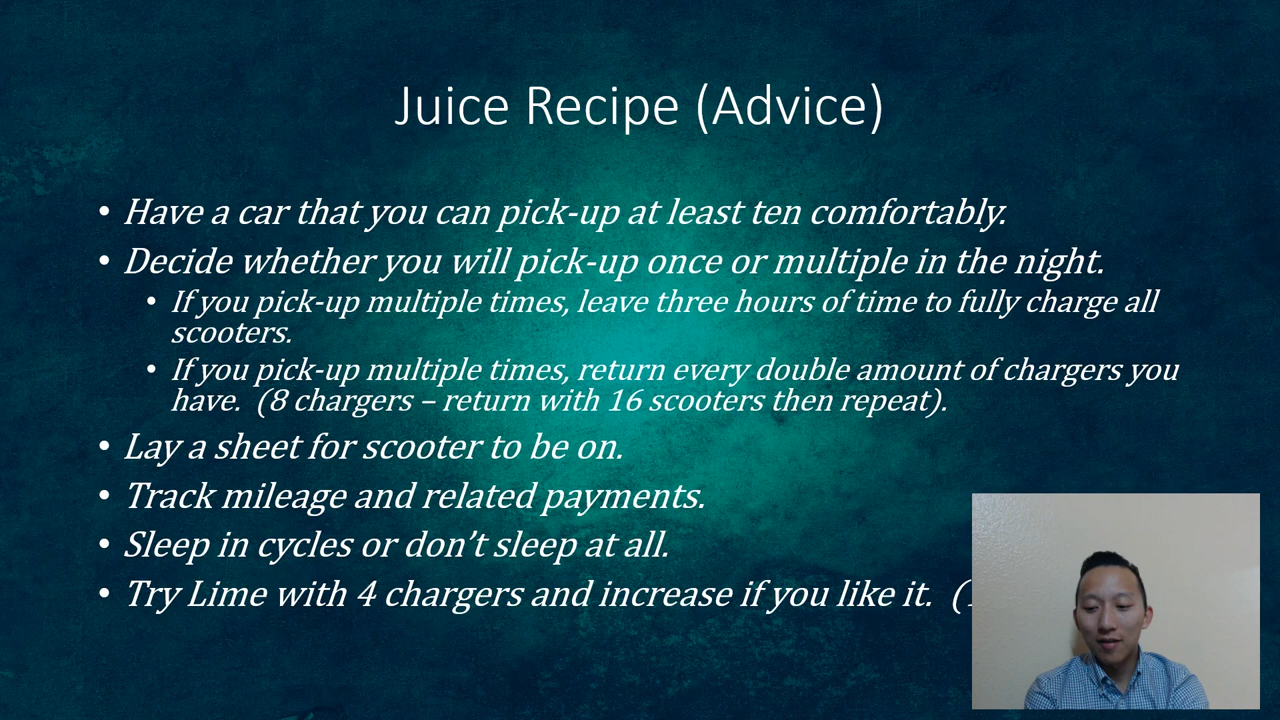 Juice Recipe (Advice)
• Have a car that you can pick-up at least ten comfortably.
• Decide whether you will pick-up once or multiple in the night.
• If you pick-up multiple times, leave three hours of time to fully charge all
scooters.
• If you pick-up multiple times, return every double amount of chargers you
have. (8 chargers – return with 16 scooters then repeat).
• Lay a sheet for scooter to be on.
• Track mileage and related payments.
• Sleep in cycles or don't sleep at all.
• Try Lime with 4 chargers and increase if you like it. (